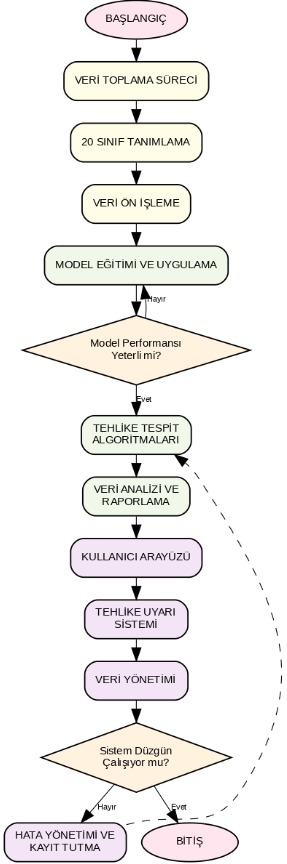 BAŞLANGIÇ
VERİ TOPLAMA SÜRECİ
20 SINIF TANIMLAMA
VERİ ÖN İŞLEME
MODEL EĞİTİMİ VE UYGULAMA
Hayır
Model Performansı
Yeterli mi?
Evet
TEHLİKE TESPİT
ALGORİTMALARI
VERİ ANALİZİ VE
RAPORLAMA
KULLANICI ARAYÜZÜ
TEHLİKE UYARI
SİSTEMİ
VERİ YÖNETİMİ
Sistem Düzgün
Çalışıyor mu?
Hayır
Evet
HATA YÖNETİMİ VE
KAYIT TUTMA
BİTİŞ